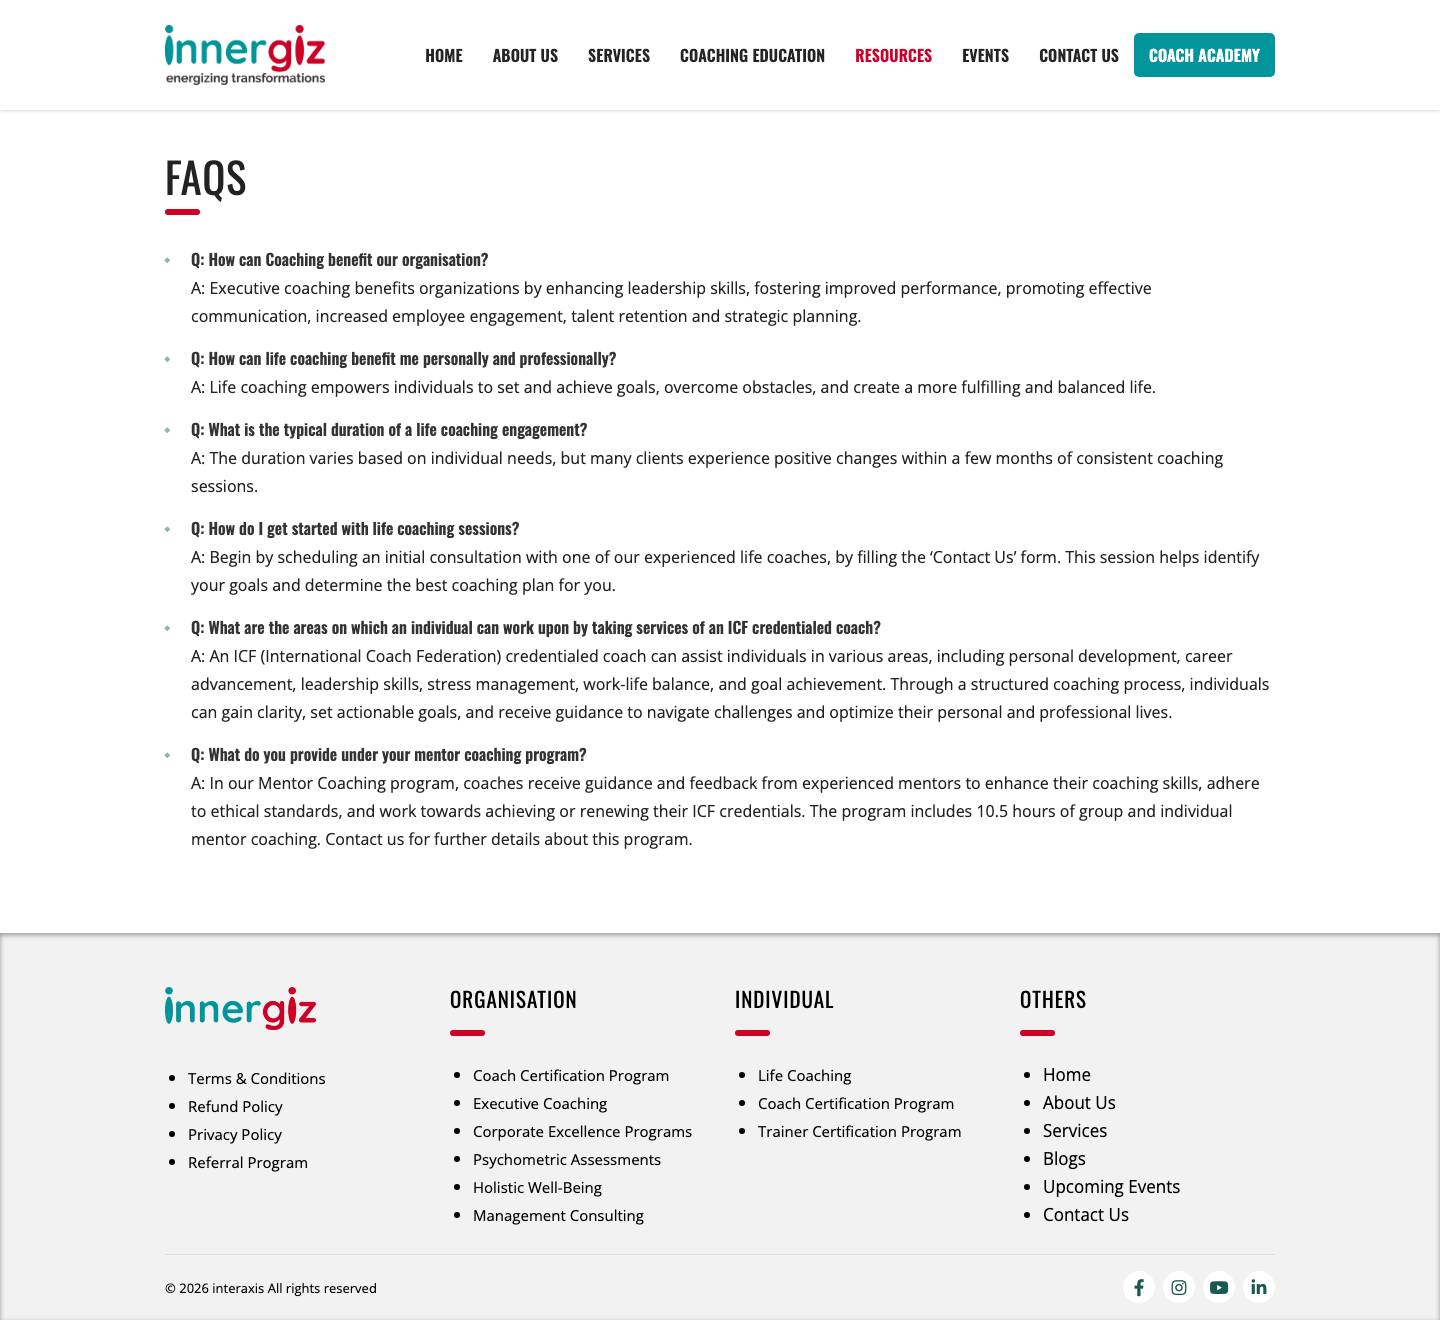 innergiz
energizing transformations
HOME ABOUT US SERVICES COACHING EDUCATION RESOURCES EVENTS CONTACT US COACH ACADEMY
FAQS
Q: How can Coaching benefit our organisation?
A: Executive coaching benefits organizations by enhancing leadership skills, fostering improved performance, promoting effective
communication, increased employee engagement, talent retention and strategic planning.
Q: How can life coaching benefit me personally and professionally?
A: Life coaching empowers individuals to set and achieve goals, overcome obstacles, and create a more fulfilling and balanced life.
Q: What is the typical duration of a life coaching engagement?
A: The duration varies based on individual needs, but many clients experience positive changes within a few months of consistent coaching
sessions.
Q: How do I get started with life coaching sessions?
A: Begin by scheduling an initial consultation with one of our experienced life coaches, by filling the ‘Contact Us’ form. This session helps identify
your goals and determine the best coaching plan for you.
Q: What are the areas on which an individual can work upon by taking services of an ICF credentialed coach?
A: An ICF (International Coach Federation) credentialed coach can assist individuals in various areas, including personal development, career
advancement, leadership skills, stress management, work-life balance, and goal achievement. Through a structured coaching process, individuals
can gain clarity, set actionable goals, and receive guidance to navigate challenges and optimize their personal and professional lives.
Q: What do you provide under your mentor coaching program?
A: In our Mentor Coaching program, coaches receive guidance and feedback from experienced mentors to enhance their coaching skills, adhere
to ethical standards, and work towards achieving or renewing their ICF credentials. The program includes 10.5 hours of group and individual
mentor coaching. Contact us for further details about this program.
innergiz
Terms & Conditions
Refund Policy
Privacy Policy
Referral Program
ORGANISATION
Coach Certification Program
Executive Coaching
Corporate Excellence Programs
Psychometric Assessments
Holistic Well-Being
Management Consulting
INDIVIDUAL
Life Coaching
Coach Certification Program
Trainer Certification Program
OTHERS
Home
About Us
Services
Blogs
Upcoming Events
Contact Us
© 2026 interaxis All rights reserved